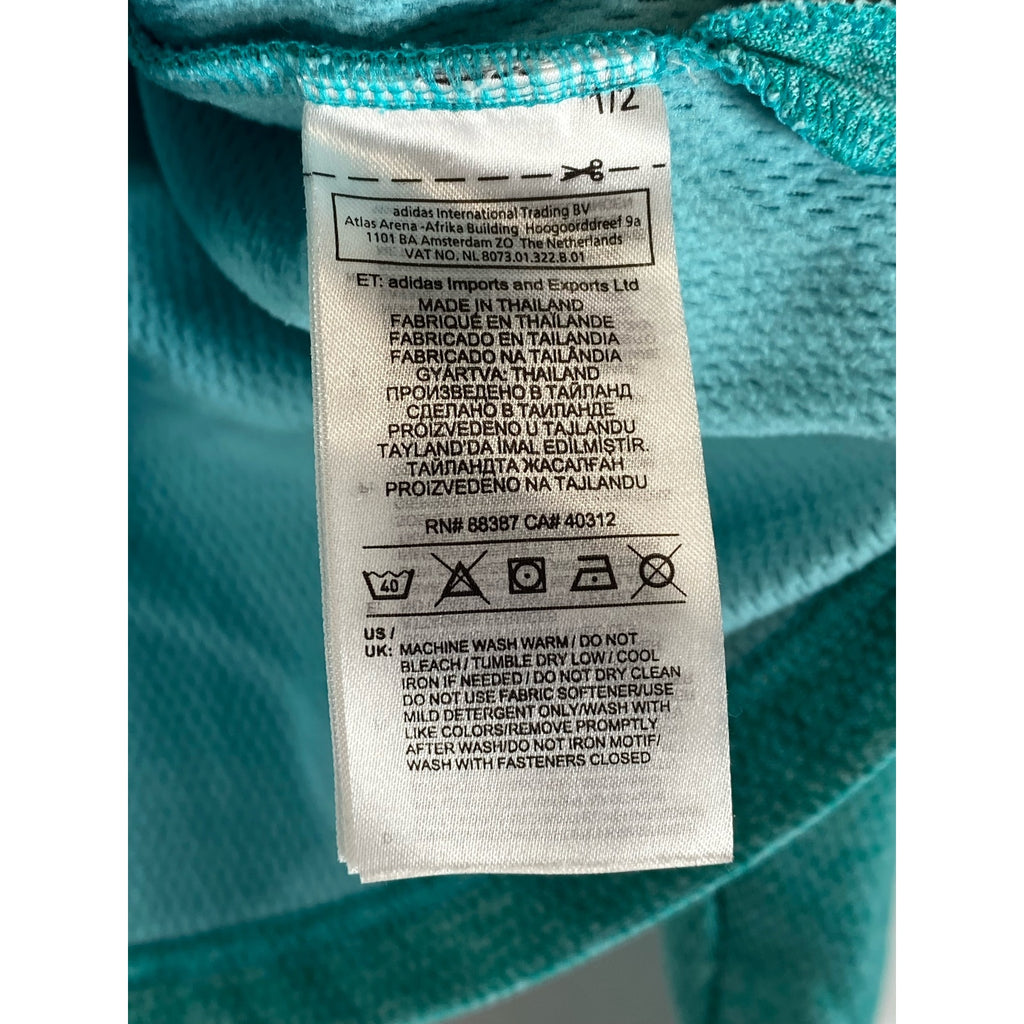 1/2
adidas International Trading BV
Atlas Arena -Afrika Building Hoogoorddreef 9a
1101 BA Amsterdam ZO The Netherlands
VAT NO. NL 8073.01.322.B.01
ET: adidas Imports and Exports Ltd
MADE IN THAILAND
FABRIQUÉ EN THAÏLANDE
FABRICADO EN TAILANDIA
FABRICADO NA TAILÂNDIA
GYÁRTVA: THAILAND
ПРОИЗВЕДЕНО В ТАЙЛАНД
СДЕЛАНО В ТАИЛАНДЕ
PROIZVEDENO U TAJLANDU
TAYLAND'DA İMAL EDİLMİŞTİR.
ТАЙЛАНДТА ЖАСАЛҒАН
PROIZVEDENO NA TAJLANDU
RN# 88387 CA# 40312
40
US /
UK: MACHINE WASH WARM / DO NOT
BLEACH / TUMBLE DRY LOW / COOL
IRON IF NEEDED / DO NOT DRY CLEAN
DO NOT USE FABRIC SOFTENER/USE
MILD DETERGENT ONLY/WASH WITH
LIKE COLORS/REMOVE PROMPTLY
AFTER WASH/DO NOT IRON MOTIF/
WASH WITH FASTENERS CLOSED